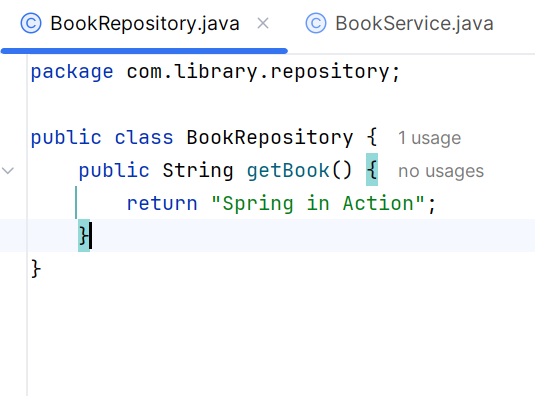 BookRepository.java BookService.java
package com.library.repository;
public class BookRepository { 1 usage
public String getBook() { no usages
return "Spring in Action";
}
}